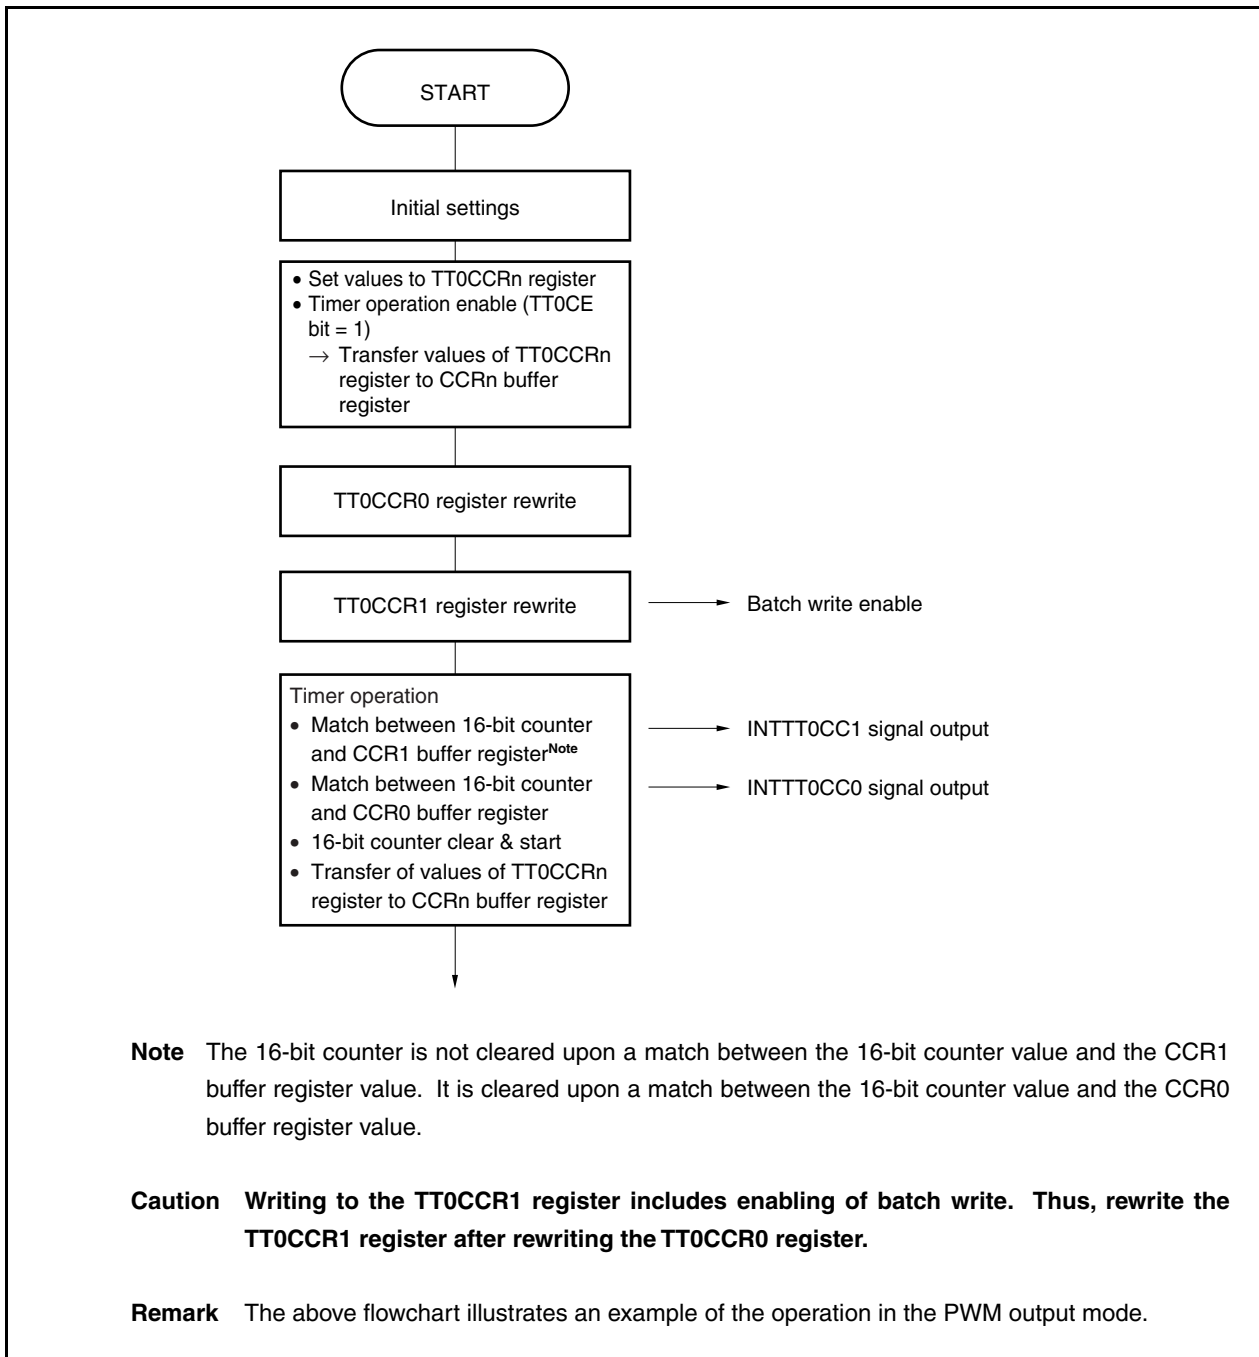 START
Initial settings
• Set values to TT0CCRn register
• Timer operation enable (TT0CE
bit = 1)
→ Transfer values of TT0CCRn
register to CCRn buffer
register
TT0CCR0 register rewrite
TT0CCR1 register rewrite
Batch write enable
Timer operation
• Match between 16-bit counter
and CCR1 buffer registerNote
INTTT0CC1 signal output
• Match between 16-bit counter
and CCR0 buffer register
INTTT0CC0 signal output
• 16-bit counter clear & start
• Transfer of values of TT0CCRn
register to CCRn buffer register
Note The 16-bit counter is not cleared upon a match between the 16-bit counter value and the CCR1
buffer register value. It is cleared upon a match between the 16-bit counter value and the CCR0
buffer register value.
Caution Writing to the TT0CCR1 register includes enabling of batch write. Thus, rewrite the
TT0CCR1 register after rewriting the TT0CCR0 register.
Remark The above flowchart illustrates an example of the operation in the PWM output mode.